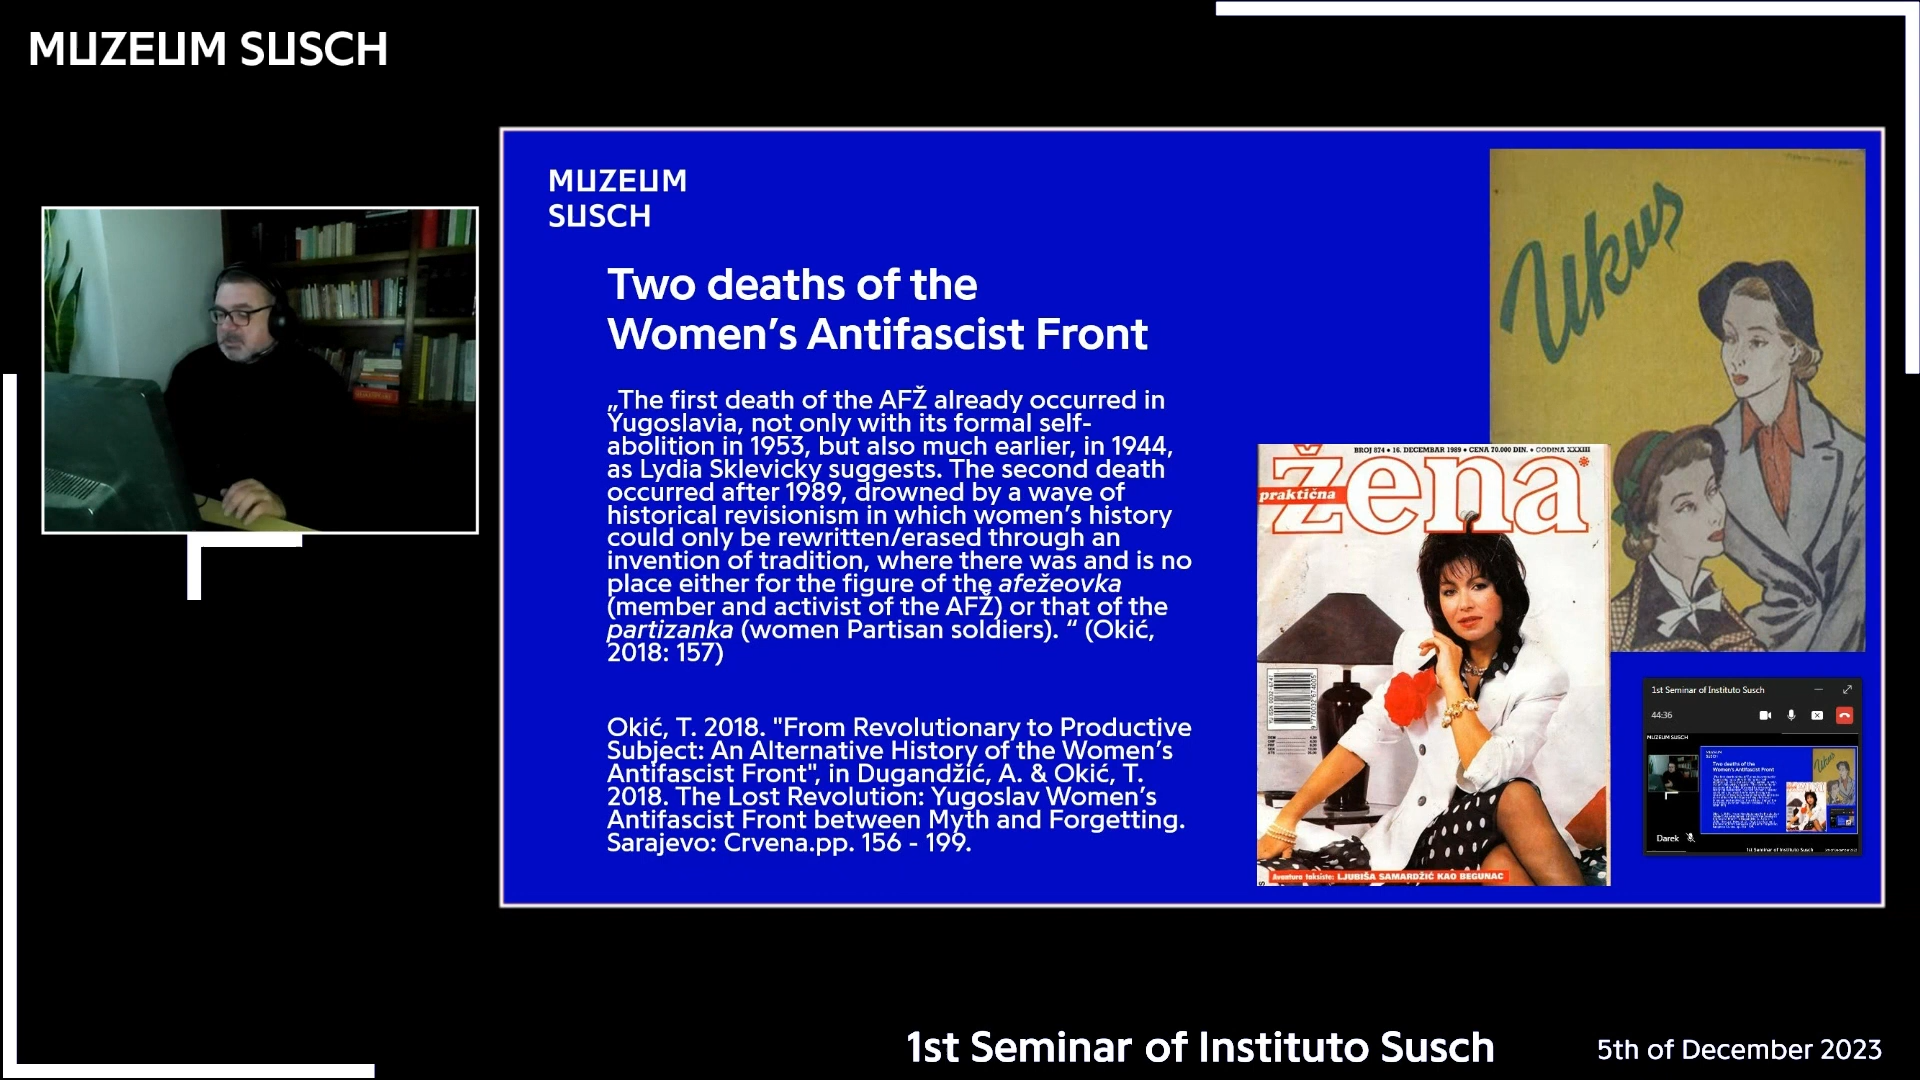 MUZEUM SUSCH
MUZEUM
SUSCH
Two deaths of the
Women's Antifascist Front
„The first death of the AFŽ already occurred in
Yugoslavia, not only with its formal self-
abolition in 1953, but also much earlier, in 1944,
as Lydia Sklevicky suggests. The second death
occurred after 1989, drowned by a wave of
historical revisionism in which women's history
could only be rewritten/erased through an
invention of tradition, where there was and is no
place either for the figure of the afežeovka
(member and activist of the AFŽ) or that of the
partizanka (women Partisan soldiers). “ (Okić,
2018: 157)
Okić, T. 2018. "From Revolutionary to Productive
Subject: An Alternative History of the Women's
Antifascist Front", in Dugandžić, A. & Okić, T.
2018. The Lost Revolution: Yugoslav Women's
Antifascist Front between Myth and Forgetting.
Sarajevo: Crvena.pp. 156 - 199.
Ukus
BROJ 874 • 16. DECEMBAR 1989 • CENA 70.000 DIN. • GODINA XXXIII
praktična
žena
LJUBIŠA SAMARDŽIĆ KAO BEGUNAC
1st Seminar of Instituto Susch
44:36
MUZEUM SUSCH
Two deaths of the
Women's Antifascist Front
Ukus
Darek
1st Seminar of Instituto Susch
1st Seminar of Instituto Susch
5th of December 2023